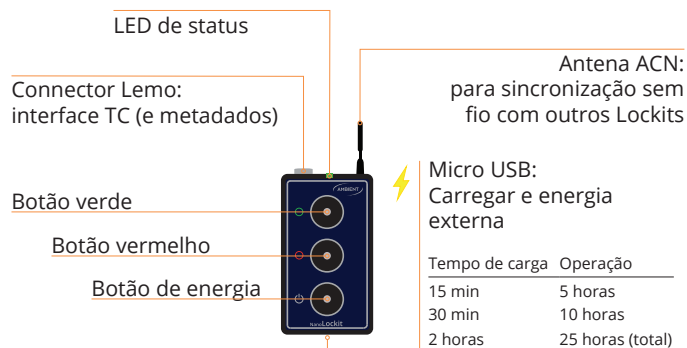 LED de status
Connector Lemo:
interface TC (e metadados)
Antena ACN:
para sincronização sem
fio com outros Lockits
AMBIENT
Botão verde
Botão vermelho
Botão de energia
NanoLockit
Micro USB:
Carregar e energia
externa
Tempo de carga Operação
15 min 5 horas
30 min 10 horas
2 horas 25 horas (total)